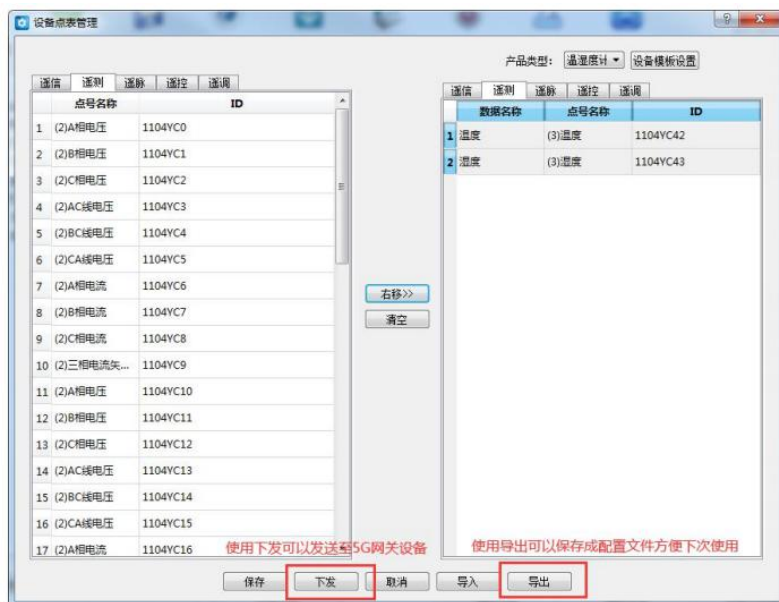 设备点表管理
产品类型： 温湿度计 设备模板设置
遥信 遥测 遥脉 遥控 遥调
点号名称 ID
1 (2)A相电压 1104YC0
2 (2)B相电压 1104YC1
3 (2)C相电压 1104YC2
4 (2)AC线电压 1104YC3
5 (2)BC线电压 1104YC4
6 (2)CA线电压 1104YC5
7 (2)A相电流 1104YC6
8 (2)B相电流 1104YC7
9 (2)C相电流 1104YC8
10 (2)三相电流矢... 1104YC9
11 (2)A相电压 1104YC10
12 (2)B相电压 1104YC11
13 (2)C相电压 1104YC12
14 (2)AC线电压 1104YC13
15 (2)BC线电压 1104YC14
16 (2)CA线电压 1104YC15
17 (2)A相电流 1104YC16
右移>>
清空
遥信 遥测 遥脉 遥控 遥调
数据名称 点号名称 ID
1 温度 (3)温度 1104YC42
2 湿度 (3)湿度 1104YC43
使用下发可以发送至5G网关设备
使用导出可以保存成配置文件方便下次使用
保存 下发 取消 导入 导出